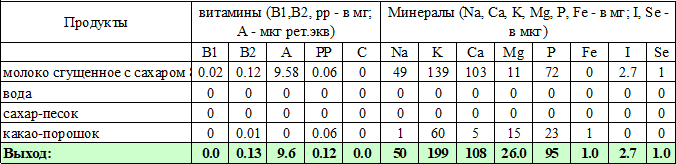 Продукты
витамины (B1,B2, pp - в мг; A - мкг рет.экв)
Минералы (Na, Ca, K, Mg, P, Fe - в мг; I, Se - в мкг)
B1 B2 A PP C Na K Ca Mg P Fe I Se
молоко сгущенное с сахаром 0.02 0.12 9.58 0.06 0 49 139 103 11 72 0 2.7 1
вода 0 0 0 0 0 0 0 0 0 0 0 0 0
сахар-песок 0 0 0 0 0 0 0 0 0 0 0 0 0
какао-порошок 0 0.01 0 0.06 0 1 60 5 15 23 1 0 0
Выход: 0.0 0.13 9.6 0.12 0.0 50 199 108 26.0 95 1.0 2.7 1.0